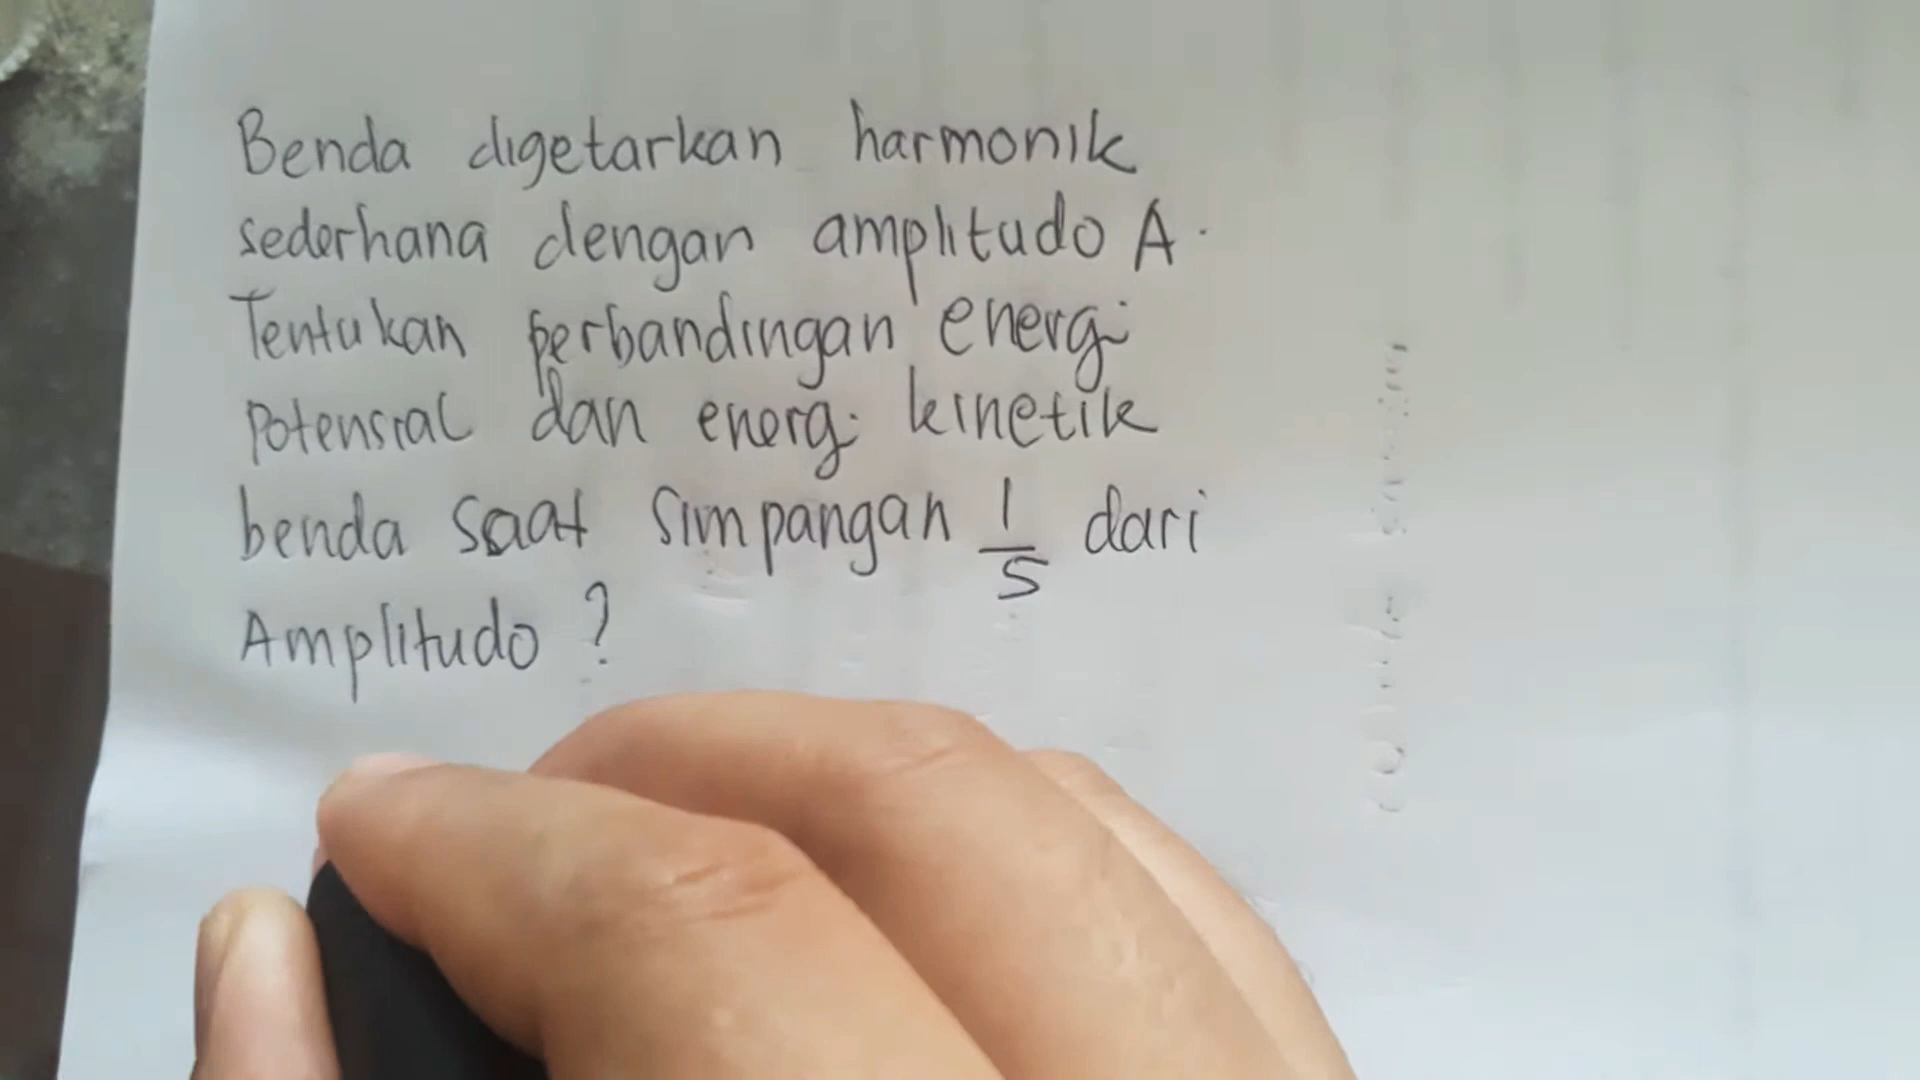 Benda digetarkan harmonik
sederhana dengan amplitudo A.
Tentukan perbandingan energi
potensial dan energi kinetik
benda saat simpangan 1/5 dari
Amplitudo ?